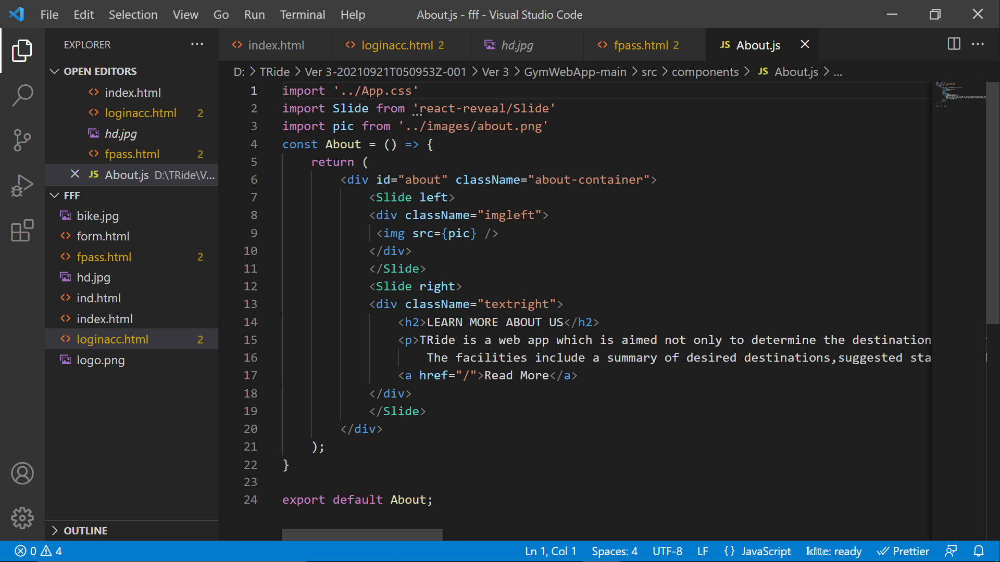 File Edit Selection View Go Run Terminal Help About.js - fff - Visual Studio Code
EXPLORER
OPEN EDITORS
index.html
loginacc.html 2
hd.jpg
fpass.html 2
JS About.js D:\TRide\V...
FFF
bike.jpg
form.html
fpass.html 2
hd.jpg
ind.html
index.html
loginacc.html 2
logo.png
OUTLINE
index.html loginacc.html 2 hd.jpg fpass.html 2 JS About.js
D: > TRide > Ver 3-20210921T050953Z-001 > Ver 3 > GymWebApp-main > src > components > JS About.js > ...
1 import '../App.css'
2 import Slide from 'react-reveal/Slide'
3 import pic from '../images/about.png'
4 const About = () => {
5 return (
6 <div id="about" className="about-container">
7 <Slide left>
8 <div className="imgleft">
9 <img src={pic} />
10 </div>
11 </Slide>
12 <Slide right>
13 <div className="textright">
14 <h2>LEARN MORE ABOUT US</h2>
15 <p>TRide is a web app which is aimed not only to determine the destination
16 The facilities include a summary of desired destinations,suggested sta
17 <a href="/">Read More</a>
18 </div>
19 </Slide>
20 </div>
21 );
22 }
23
24 export default About;
0 4 Ln 1, Col 1 Spaces: 4 UTF-8 LF {} JavaScript kite: ready Prettier